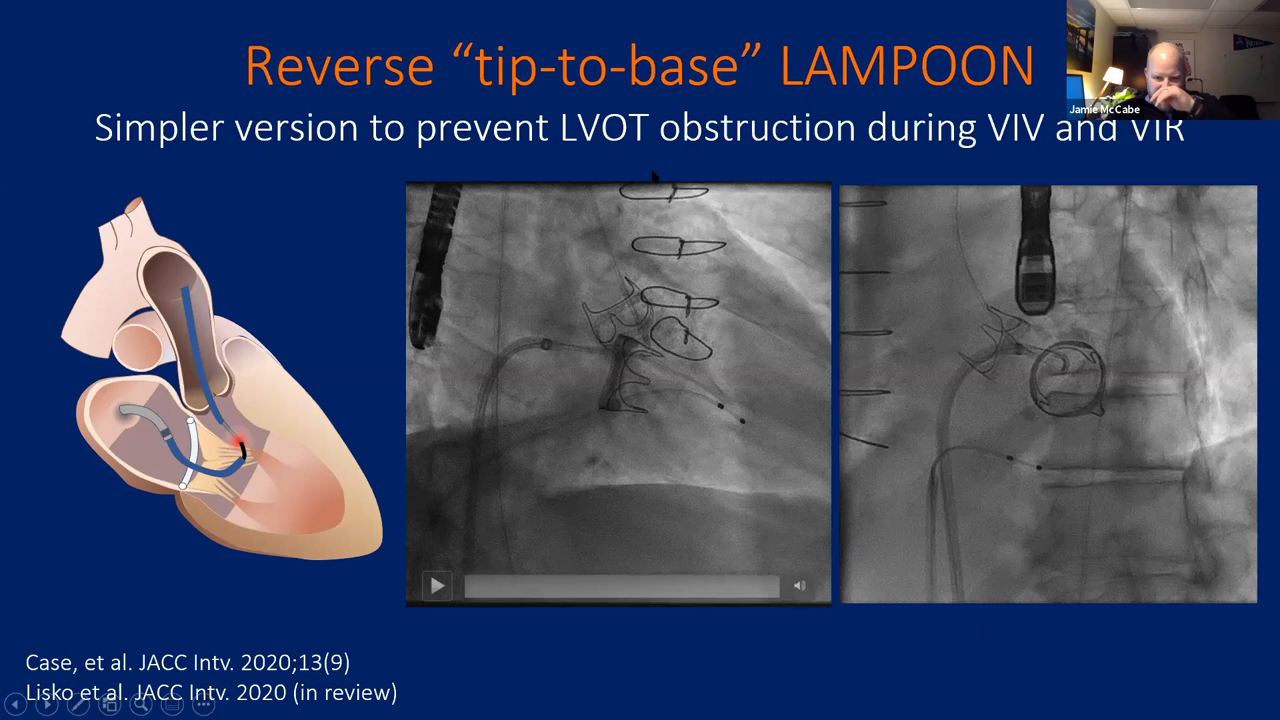 Reverse “tip-to-base” LAMPOON
Jamie McCabe
Simpler version to prevent LVOT obstruction during VIV and VIR
Case, et al. JACC Intv. 2020;13(9)
Lisko et al. JACC Intv. 2020 (in review)